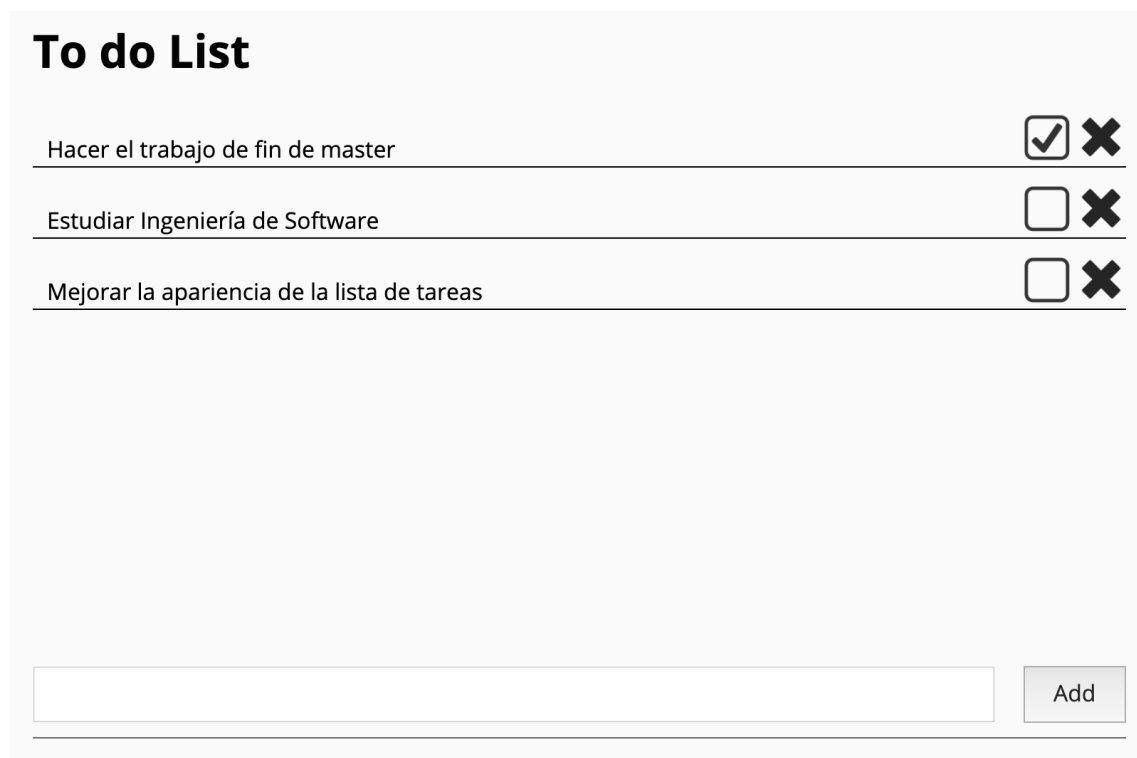 To do List
Hacer el trabajo de fin de master
Estudiar Ingeniería de Software
Mejorar la apariencia de la lista de tareas
Add